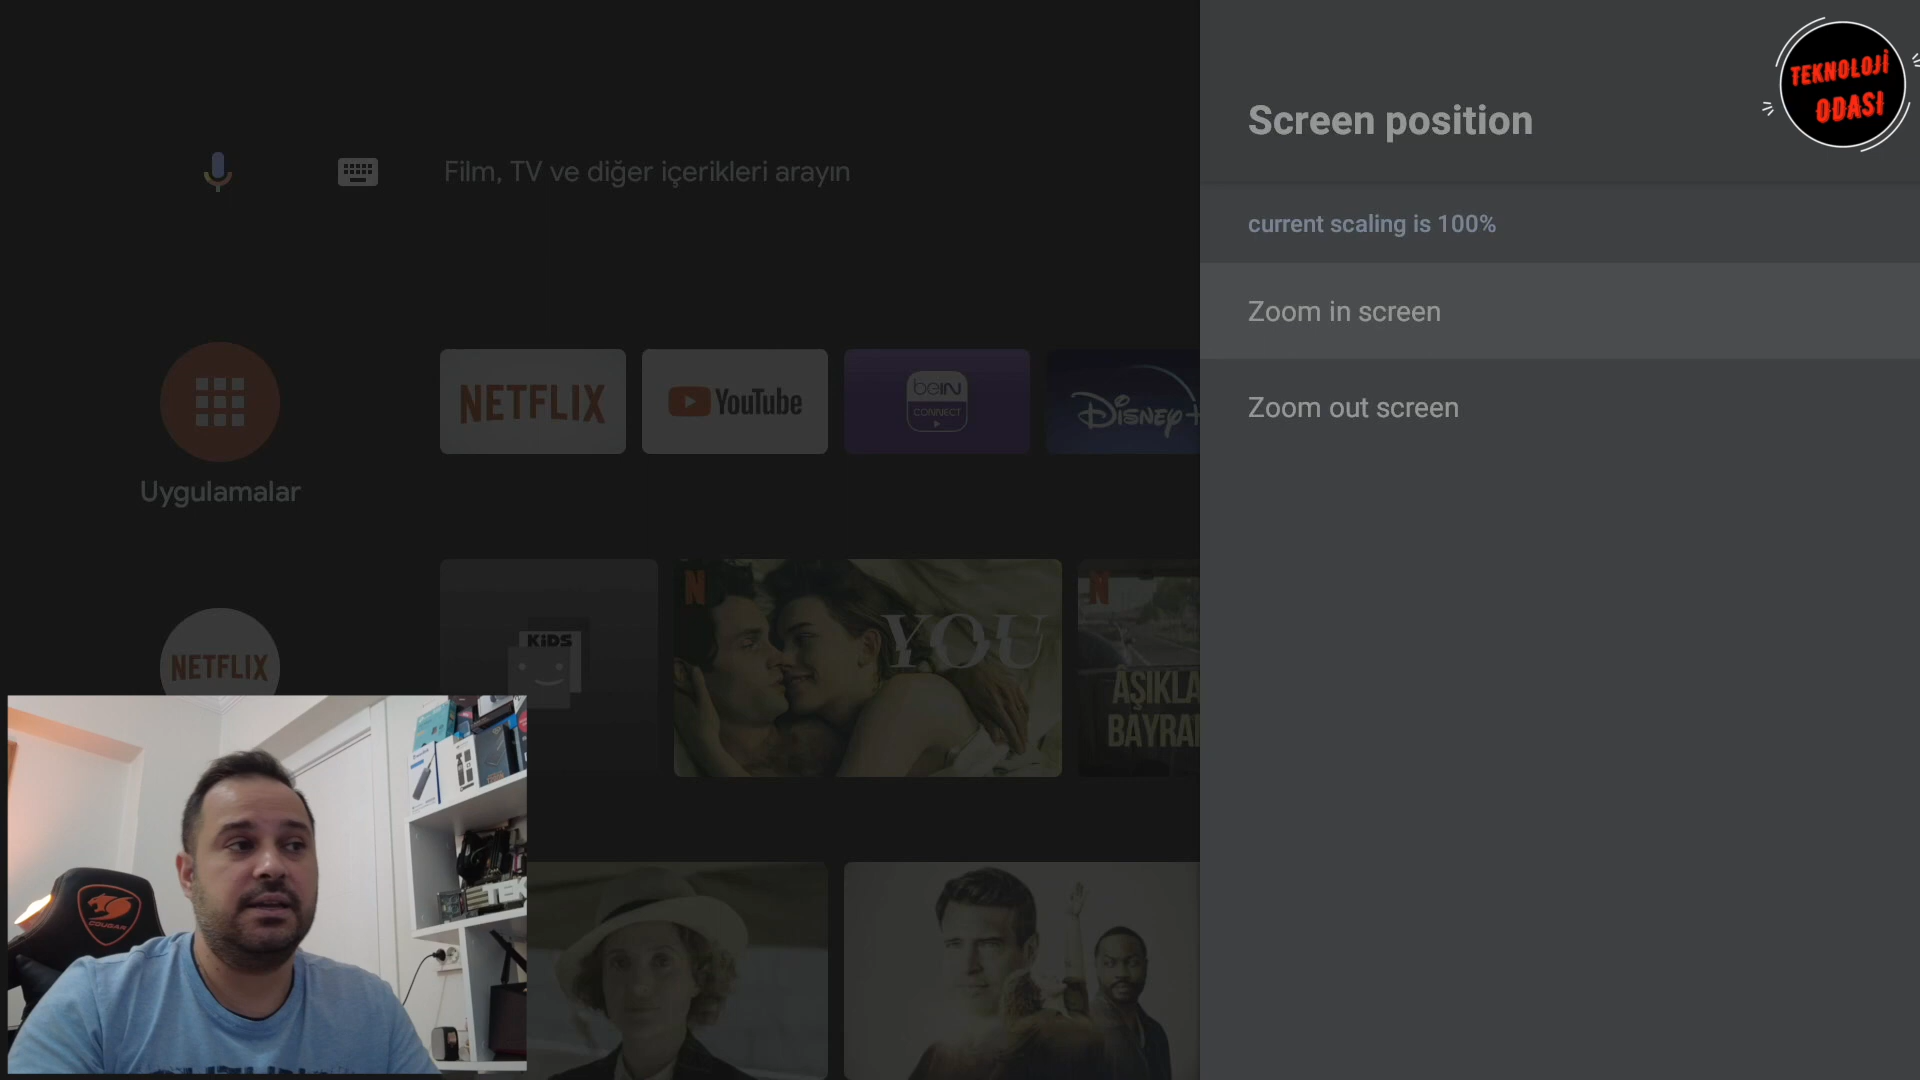 TEKNOLOJİ
ODASI
Screen position
Film, TV ve diğer içerikleri arayın
current scaling is 100%
Zoom in screen
NETFLIX
YouTube
beIN
CONNECT
Disney+
Zoom out screen
Uygulamalar
N
N
KiDS
YOU
NETFLIX
AŞIKLA
BAYRA
COUGAR